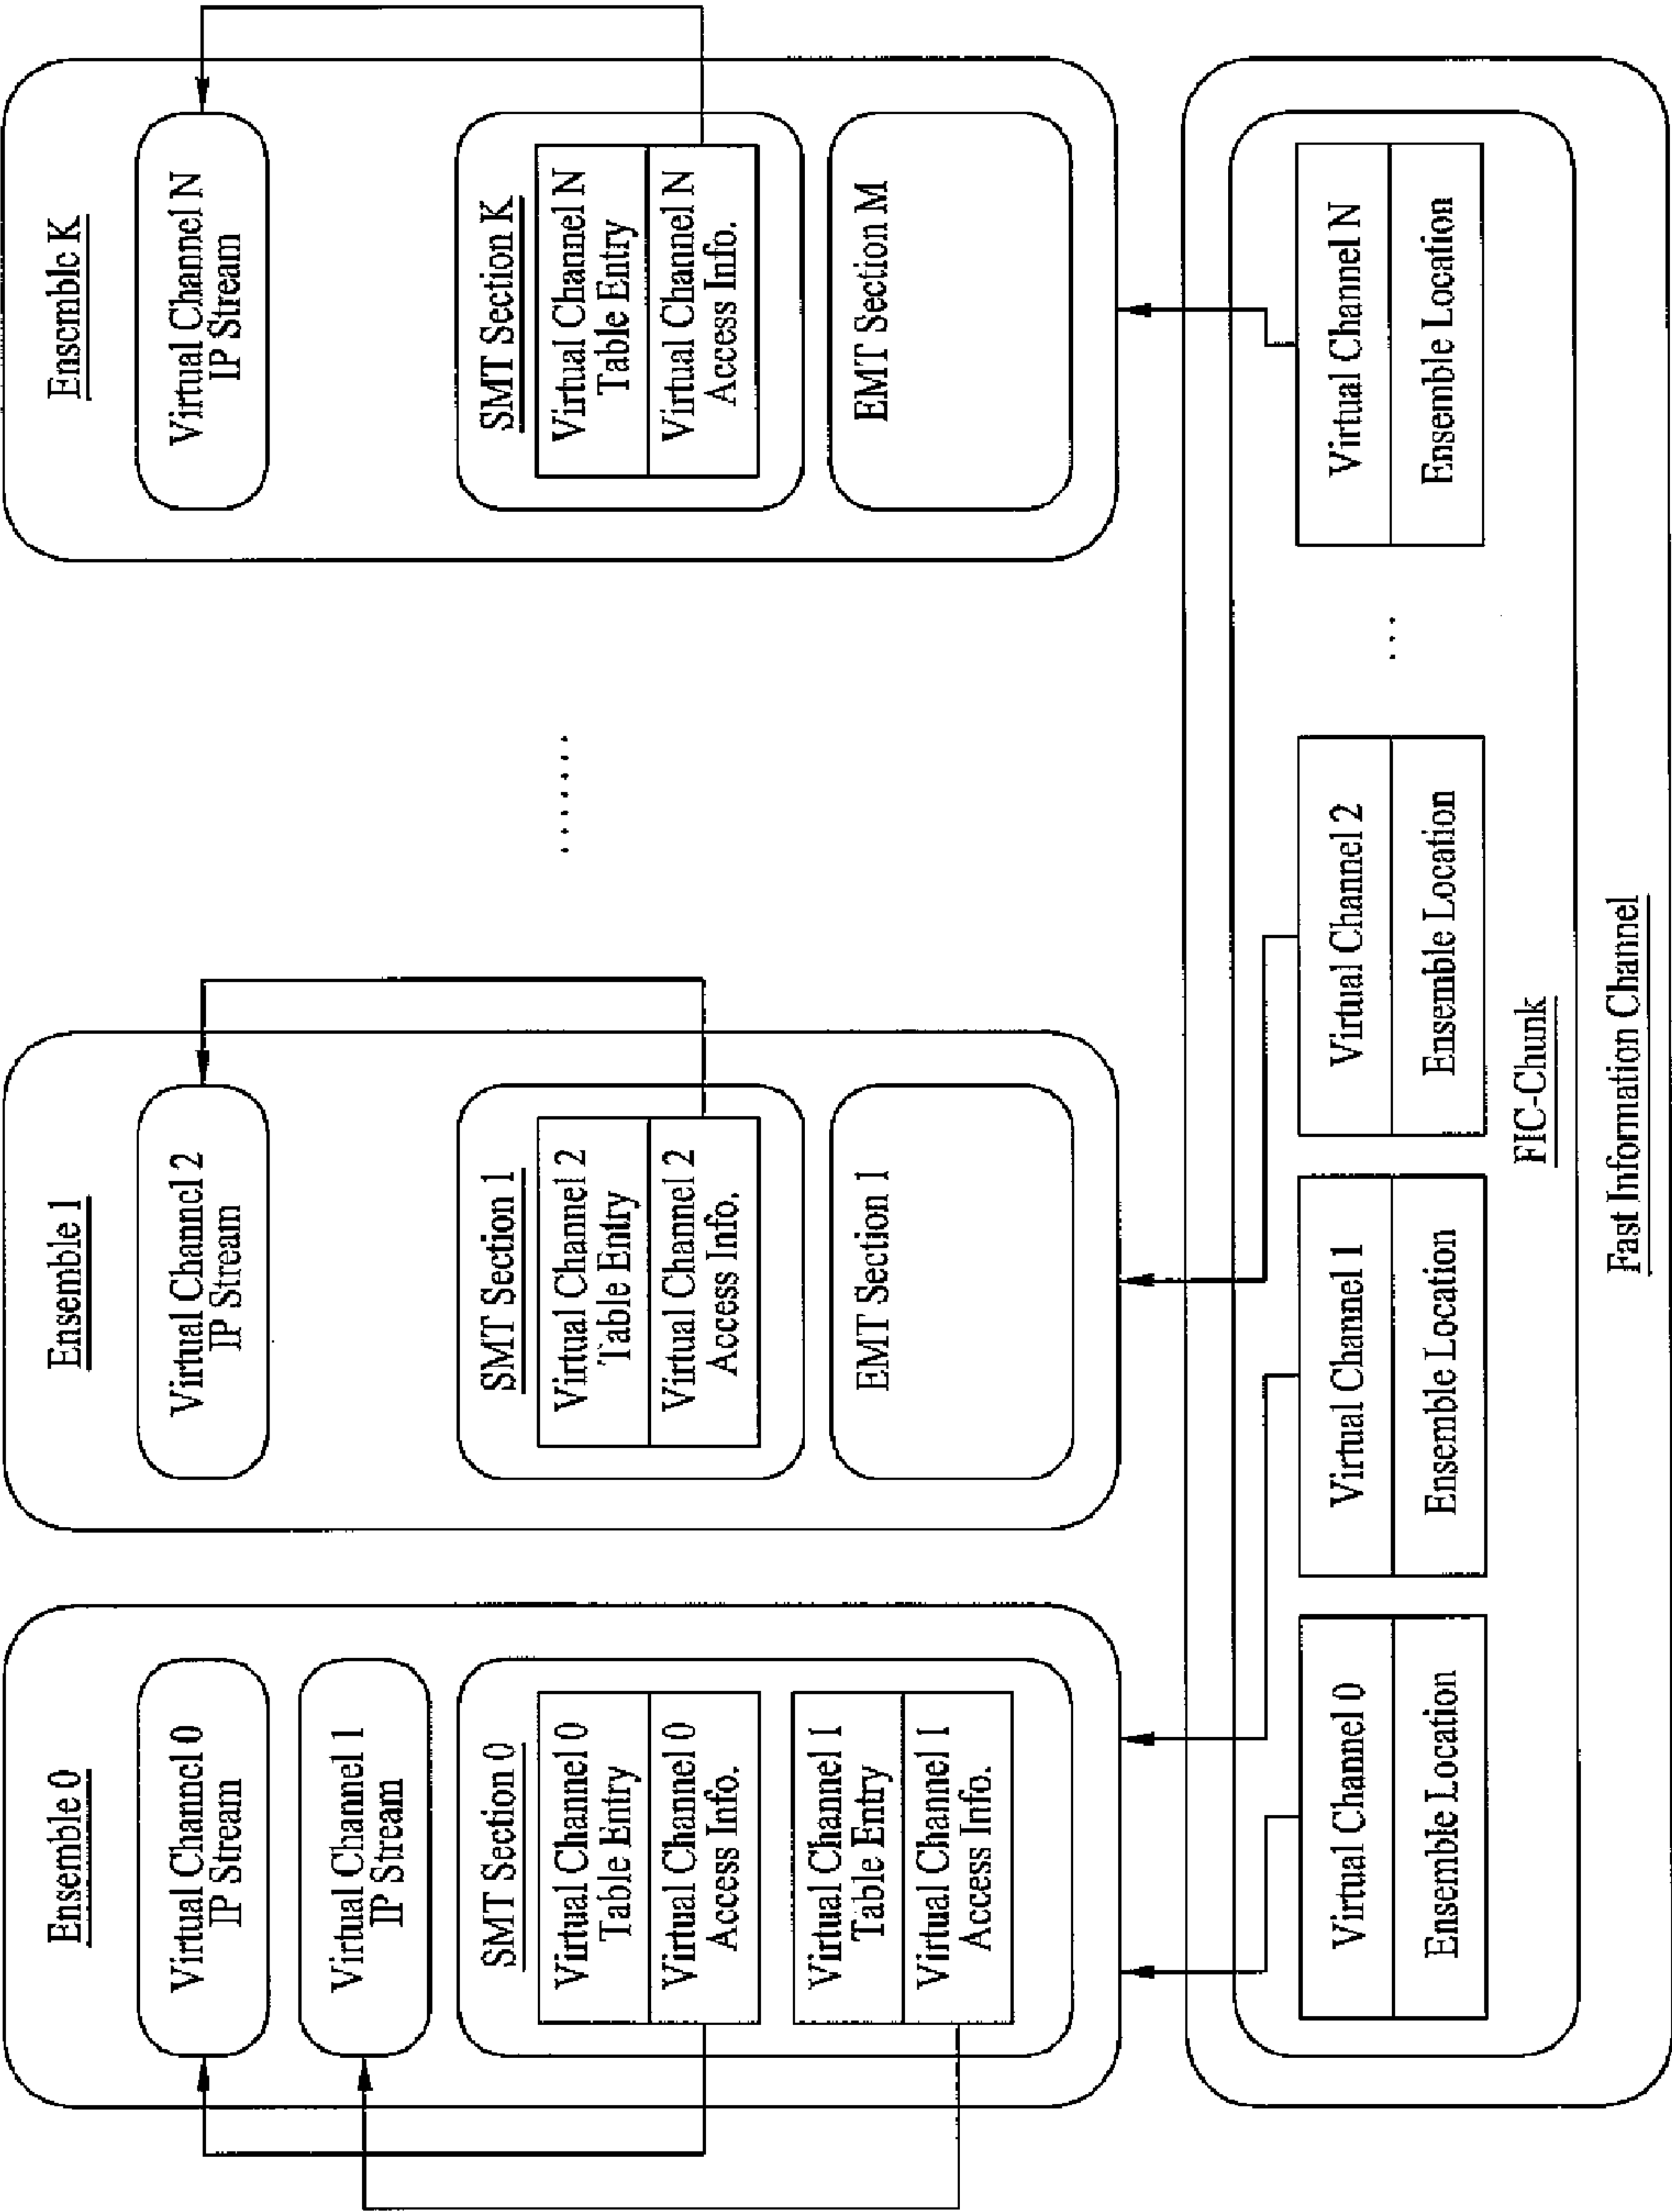 Ensemble 0
Virtual Channel 0
IP Stream
Virtual Channel 1
IP Stream
SMT Section 0
Virtual Channel 0
Table Entry
Virtual Channel 0
Access Info.
Virtual Channel 1
Table Entry
Virtual Channel 1
Access Info.
Ensemble 1
Virtual Channel 2
IP Stream
SMT Section 1
Virtual Channel 2
Table Entry
Virtual Channel 2
Access Info.
EMT Section 1
.......
Ensemble K
Virtual Channel N
IP Stream
SMT Section K
Virtual Channel N
Table Entry
Virtual Channel N
Access Info.
EMT Section M
Virtual Channel 0
Ensemble Location
Virtual Channel 1
Ensemble Location
Virtual Channel 2
Ensemble Location
...
Virtual Channel N
Ensemble Location
FIC-Chunk
Fast Information Channel